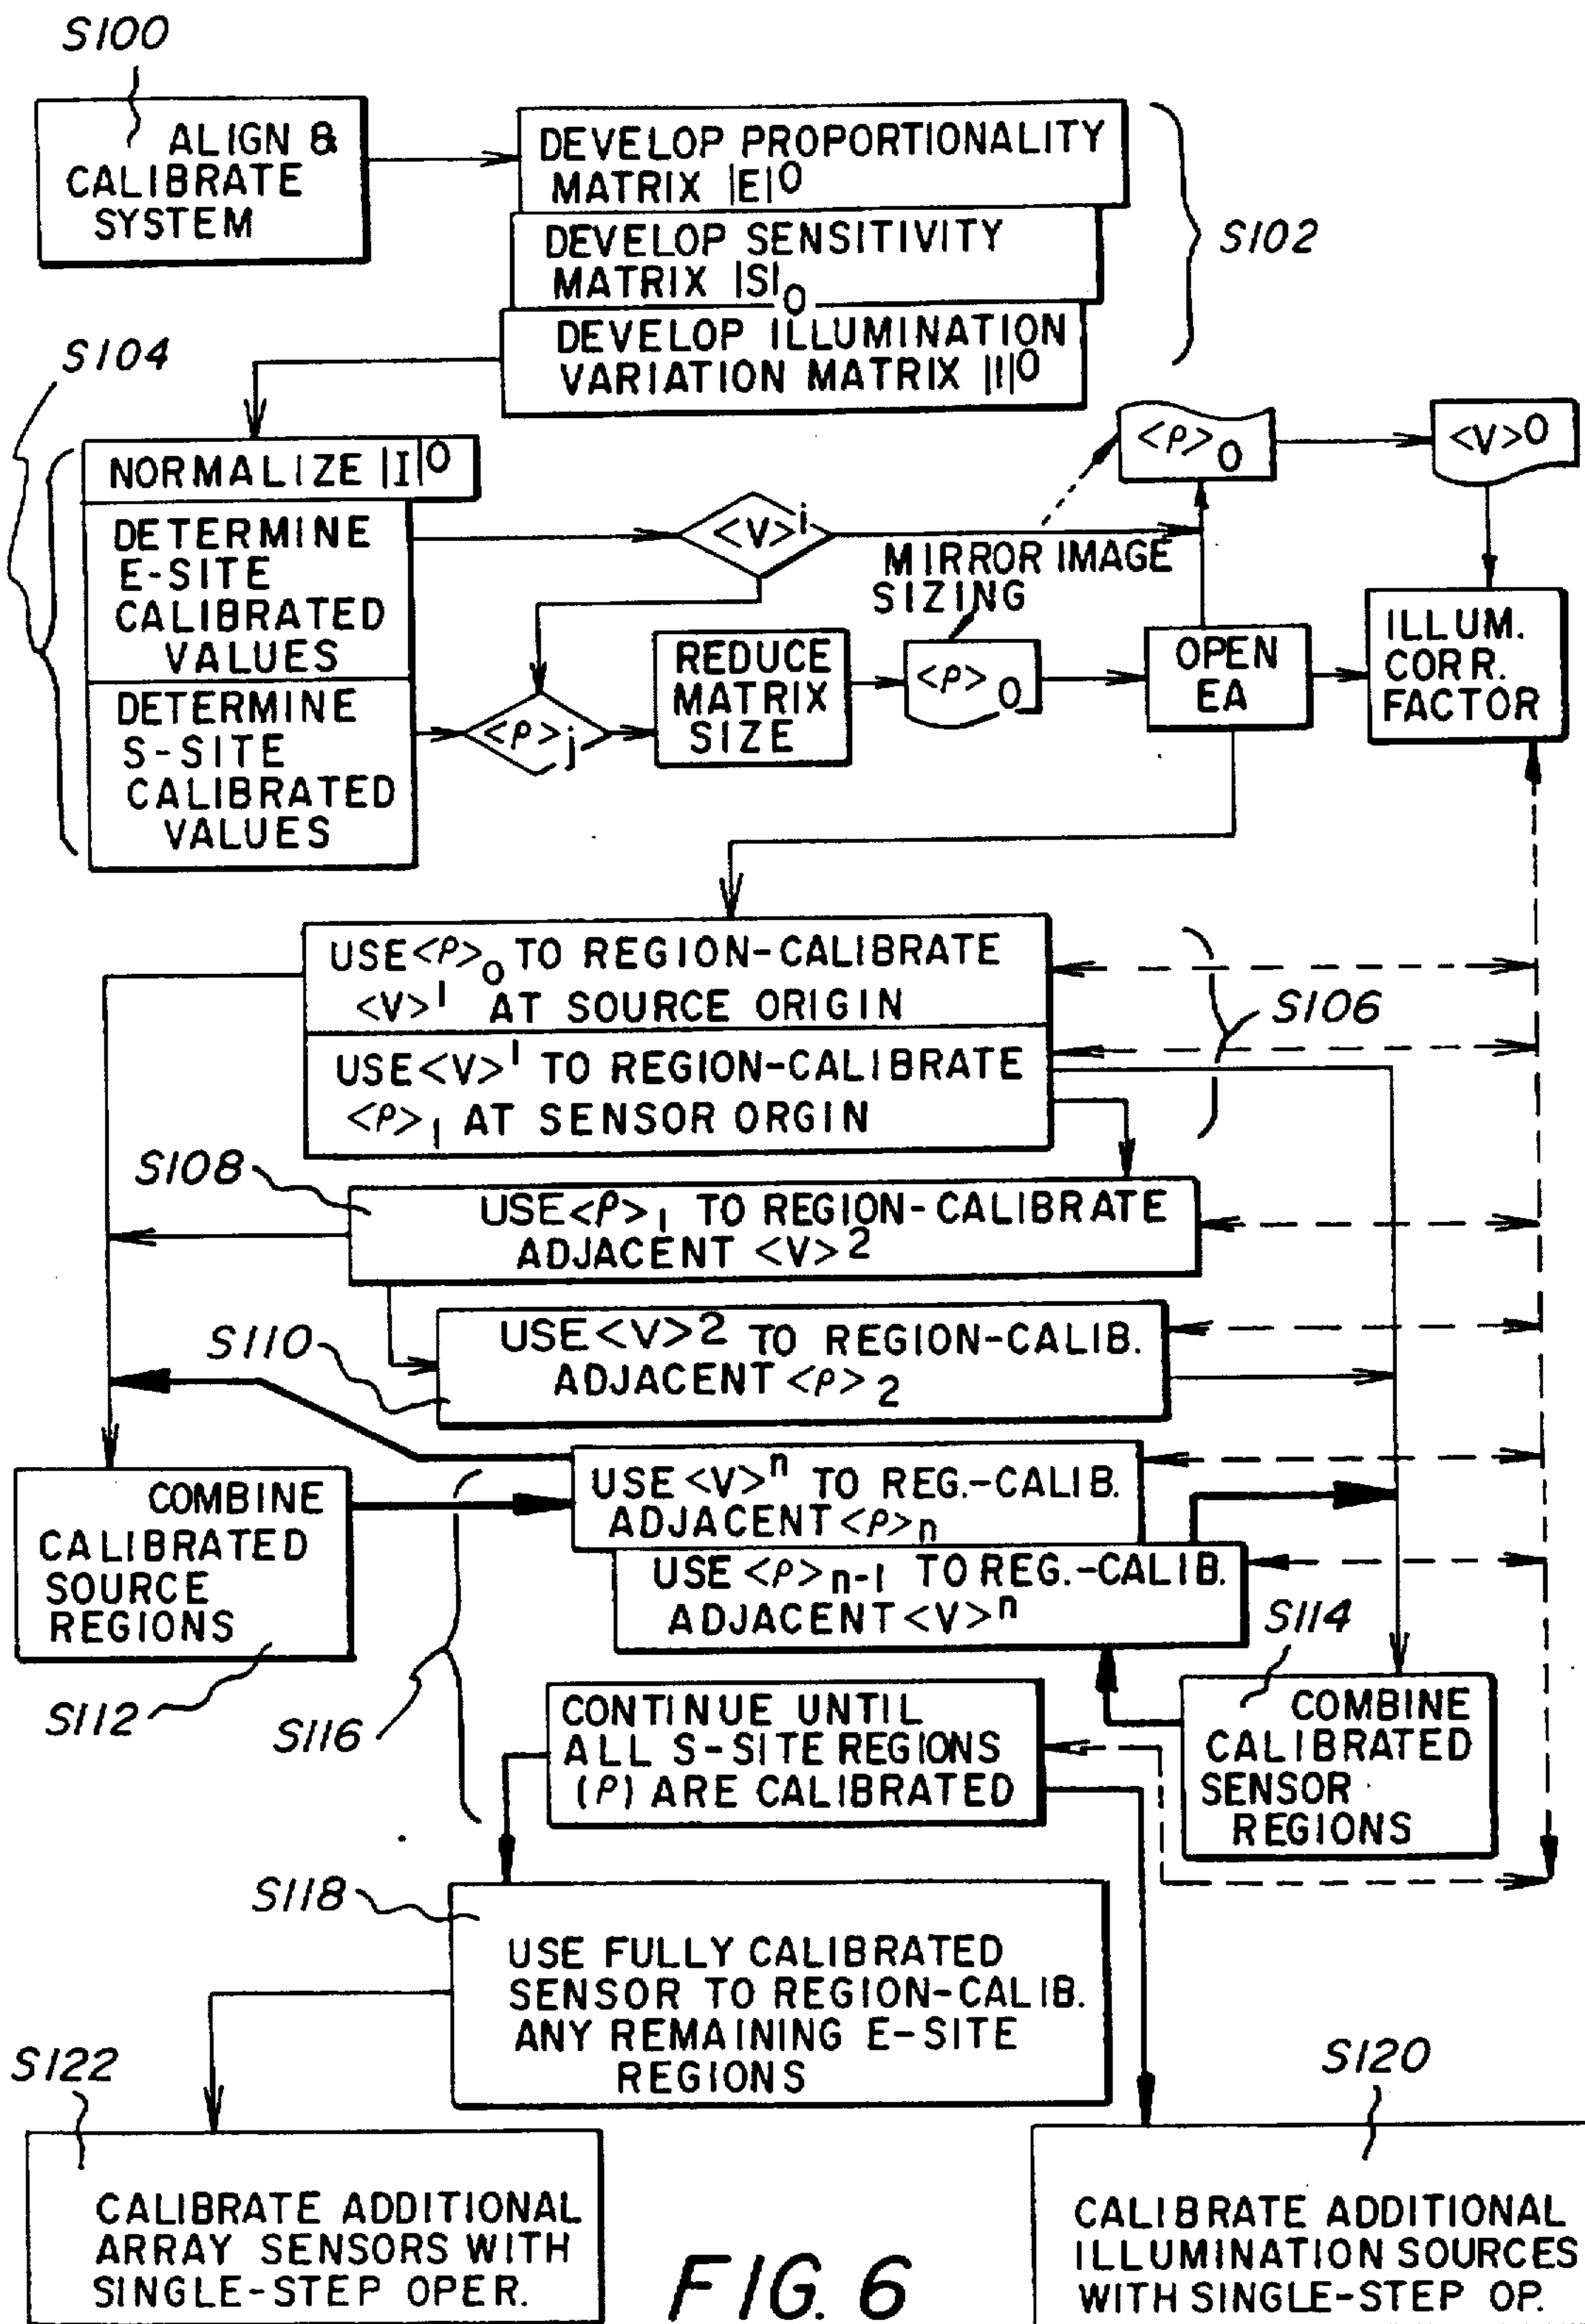 S100
ALIGN &
CALIBRATE
SYSTEM
DEVELOP PROPORTIONALITY
MATRIX |E|0
DEVELOP SENSITIVITY
MATRIX |S|0
DEVELOP ILLUMINATION
VARIATION MATRIX |I|0
S102
S104
NORMALIZE |I|0
DETERMINE
E-SITE
CALIBRATED
VALUES
DETERMINE
S-SITE
CALIBRATED
VALUES
<V>i
<ρ>j
MIRROR IMAGE
SIZING
REDUCE
MATRIX
SIZE
<ρ>0
<ρ>0
<V>0
OPEN
EA
ILLUM.
CORR.
FACTOR
USE <ρ>0 TO REGION-CALIBRATE
<V>1 AT SOURCE ORIGIN
USE <V>1 TO REGION-CALIBRATE
<ρ>1 AT SENSOR ORGIN
S106
S108
USE <ρ>1 TO REGION-CALIBRATE
ADJACENT <V>2
S110
USE <V>2 TO REGION-CALIB.
ADJACENT <ρ>2
COMBINE
CALIBRATED
SOURCE
REGIONS
S112
USE <V>n TO REG.-CALIB.
ADJACENT <ρ>n
USE <ρ>n-1 TO REG.-CALIB.
ADJACENT <V>n
S114
COMBINE
CALIBRATED
SENSOR
REGIONS
S116
CONTINUE UNTIL
ALL S-SITE REGIONS
(ρ) ARE CALIBRATED
S118
USE FULLY CALIBRATED
SENSOR TO REGION-CALIB.
ANY REMAINING E-SITE
REGIONS
S122
CALIBRATE ADDITIONAL
ARRAY SENSORS WITH
SINGLE-STEP OPER.
S120
CALIBRATE ADDITIONAL
ILLUMINATION SOURCES
WITH SINGLE-STEP OP.
FIG. 6